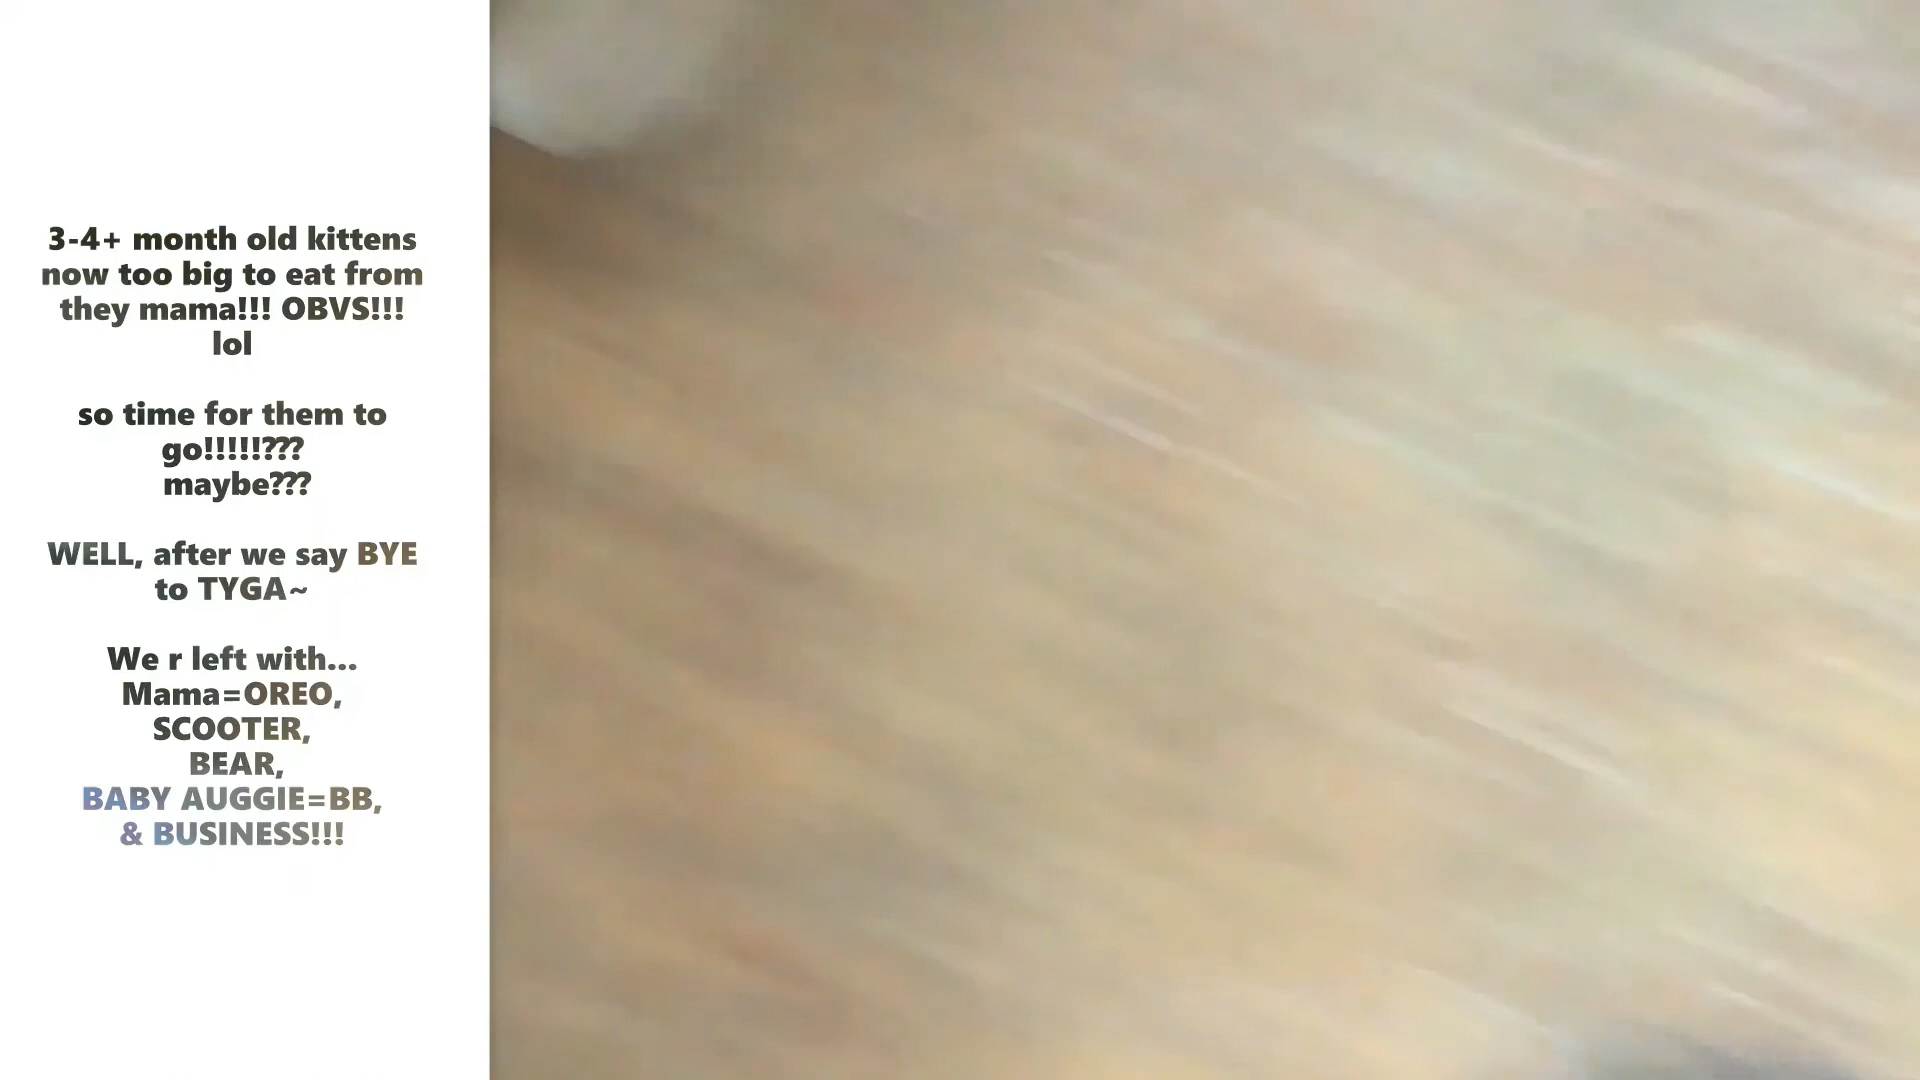 3-4+ month old kittens
now too big to eat from
they mama!!! OBVS!!!
lol
so time for them to
go!!!!!???
maybe???
WELL, after we say BYE
to TYGA~
We r left with...
Mama=OREO,
SCOOTER,
BEAR,
BABY AUGGIE=BB,
& BUSINESS!!!